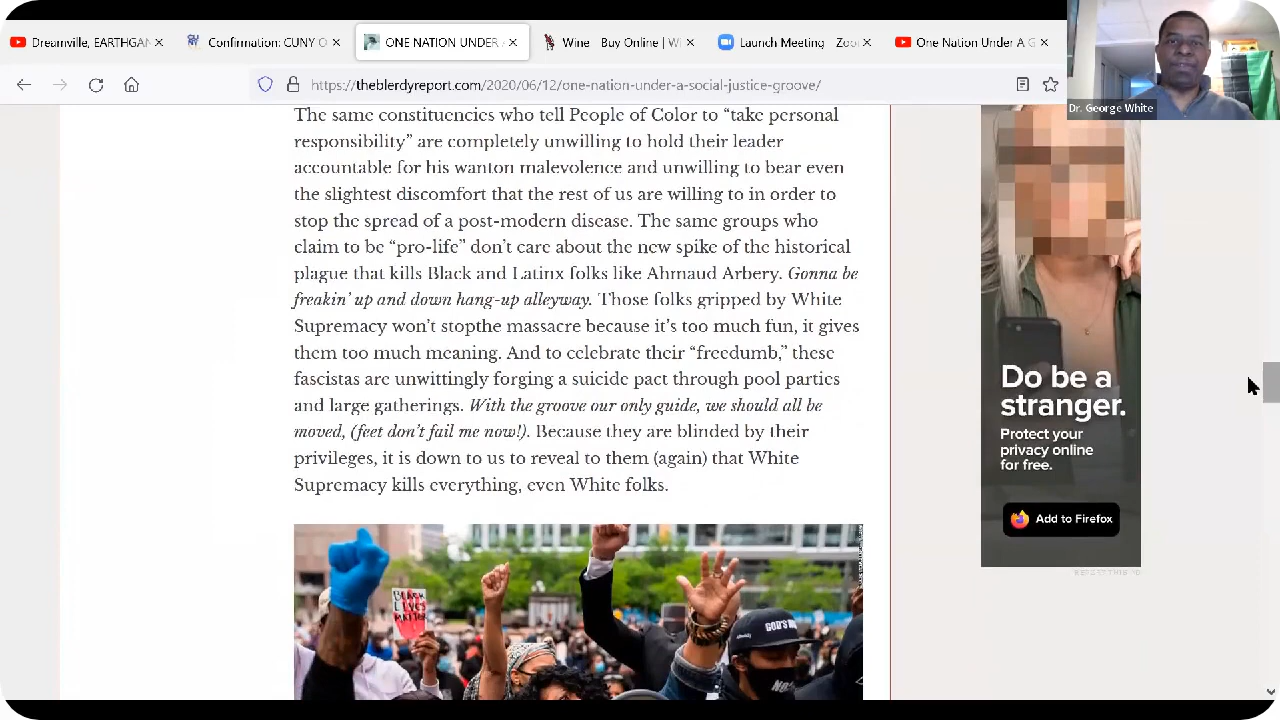 Dreamville, EARTHGAN
Confirmation: CUNY O
ONE NATION UNDER A
Wine - Buy Online | Wi
Launch Meeting - Zoo
One Nation Under A G
https://theblerdyreport.com/2020/06/12/one-nation-under-a-social-justice-groove/
Dr. George White
The same constituencies who tell People of Color to “take personal
responsibility” are completely unwilling to hold their leader
accountable for his wanton malevolence and unwilling to bear even
the slightest discomfort that the rest of us are willing to in order to
stop the spread of a post-modern disease. The same groups who
claim to be “pro-life” don’t care about the new spike of the historical
plague that kills Black and Latinx folks like Ahmaud Arbery. Gonna be
freakin’ up and down hang-up alleyway. Those folks gripped by White
Supremacy won’t stopthe massacre because it’s too much fun, it gives
them too much meaning. And to celebrate their “freedumb,” these
fascistas are unwittingly forging a suicide pact through pool parties
and large gatherings. With the groove our only guide, we should all be
moved, (feet don’t fail me now!). Because they are blinded by their
privileges, it is down to us to reveal to them (again) that White
Supremacy kills everything, even White folks.
BLACK
LIVES
MATTER
GOD'S
Do be a
stranger.
Protect your
privacy online
for free.
Add to Firefox
REPORT THIS AD